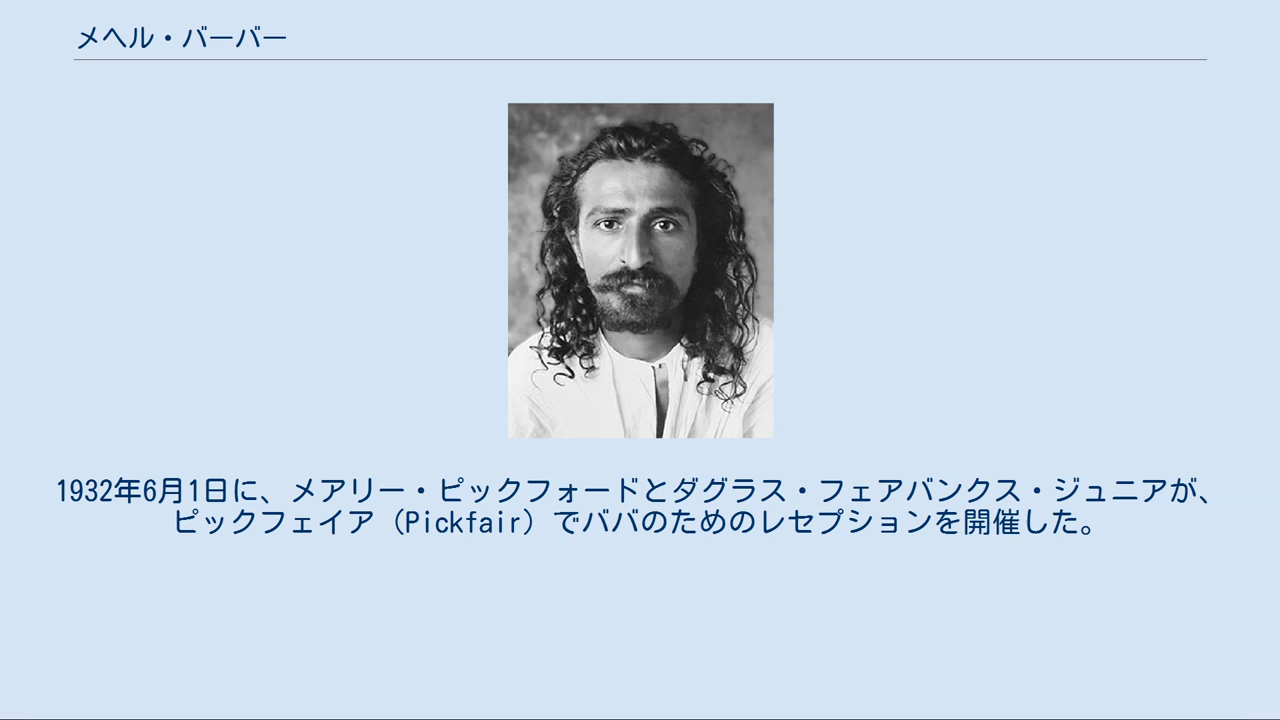 メヘル・バーバー
1932年6月1日に、メアリー・ピックフォードとダグラス・フェアバンクス・ジュニアが、
ピックフェイア（Pickfair）でババのためのレセプションを開催した。